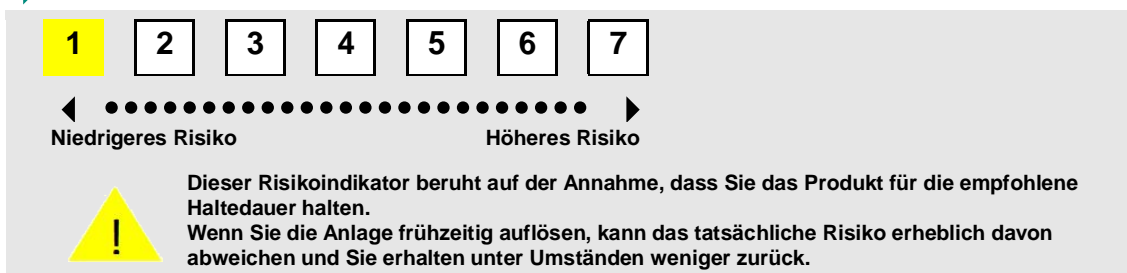 1 2 3 4 5 6 7
Niedrigeres Risiko Höheres Risiko
Dieser Risikoindikator beruht auf der Annahme, dass Sie das Produkt für die empfohlene
Haltedauer halten.
! Wenn Sie die Anlage frühzeitig auflösen, kann das tatsächliche Risiko erheblich davon
abweichen und Sie erhalten unter Umständen weniger zurück.